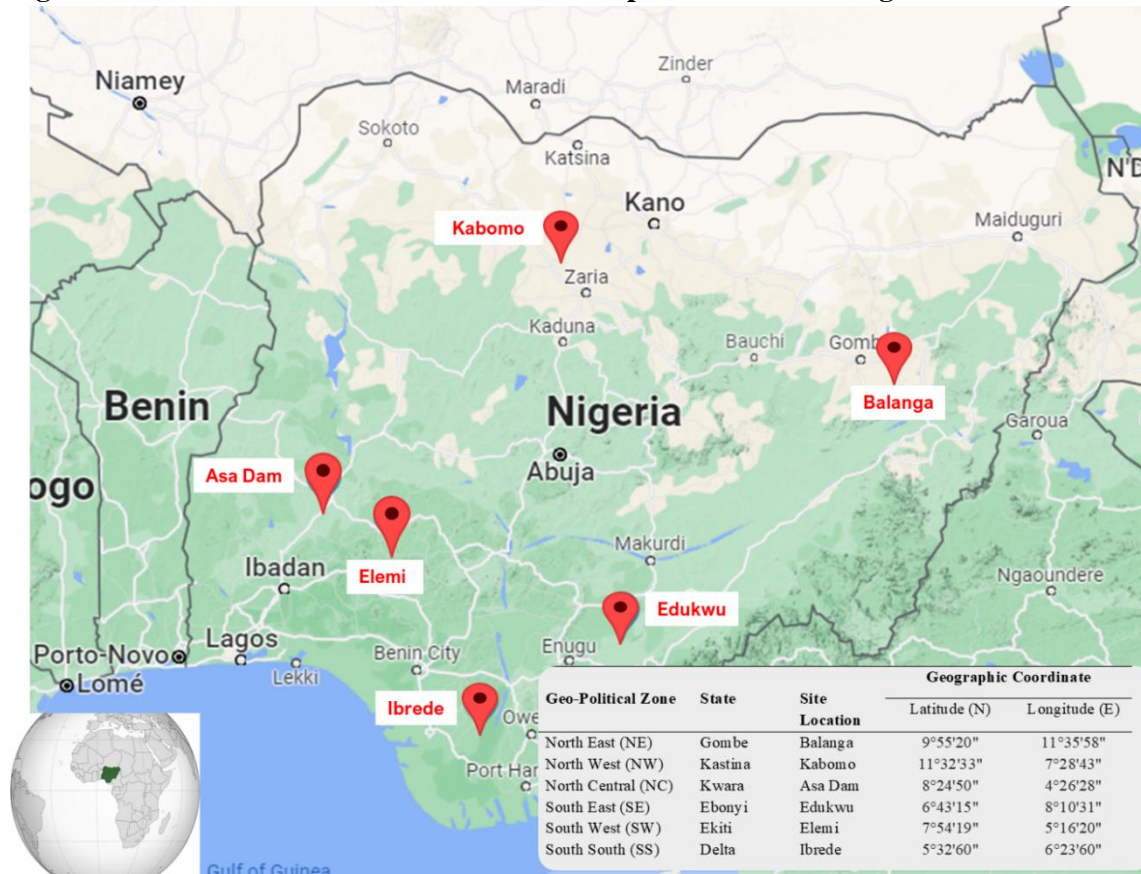 Niamey
Zinder
Maradi
Sokoto
Katsina
Kano
Kabomo
Maiduguri
Zaria
Kaduna
Bauchi
Gomb
Balanga
Benin
Nigeria
Garoua
Abuja
Asa Dam
ogo
Makurdi
Elemi
Ibadan
Ngaoundere
Edukwu
Lagos
Enugu
Benin City
Porto-Novo
Lekki
Lomé
Ibrede
Owe
Port Har
Gulf of Guinea
Geographic Coordinate
Geo-Political Zone State Site Location Latitude (N) Longitude (E)
North East (NE) Gombe Balanga 9°55'20" 11°35'58"
North West (NW) Kastina Kabomo 11°32'33" 7°28'43"
North Central (NC) Kwara Asa Dam 8°24'50" 4°26'28"
South East (SE) Ebonyi Edukwu 6°43'15" 8°10'31"
South West (SW) Ekiti Elemi 7°54'19" 5°16'20"
South South (SS) Delta Ibrede 5°32'60" 6°23'60"